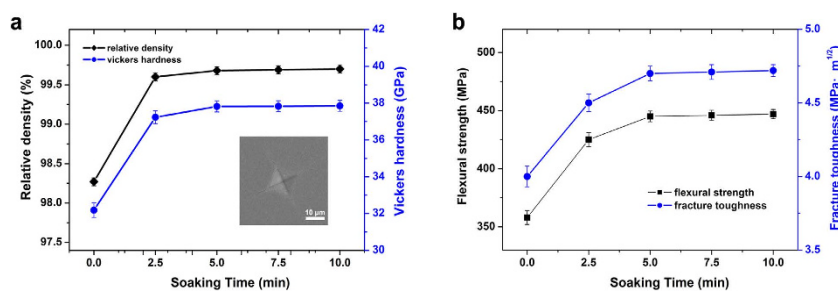 a
100.0
99.5
99.0
98.5
98.0
97.5
Relative density (%)
relative density
vickers hardness
10 µm
42
40
38
36
34
32
30
Vickers hardness (GPa)
0.0 2.5 5.0 7.5 10.0
Soaking Time (min)
b
500
450
400
350
Flexural strength (MPa)
flexural strength
fracture toughness
5.0
4.5
4.0
3.5
Fracture toughness (MPa· m1/2)
0.0 2.5 5.0 7.5 10.0
Soaking Time (min)